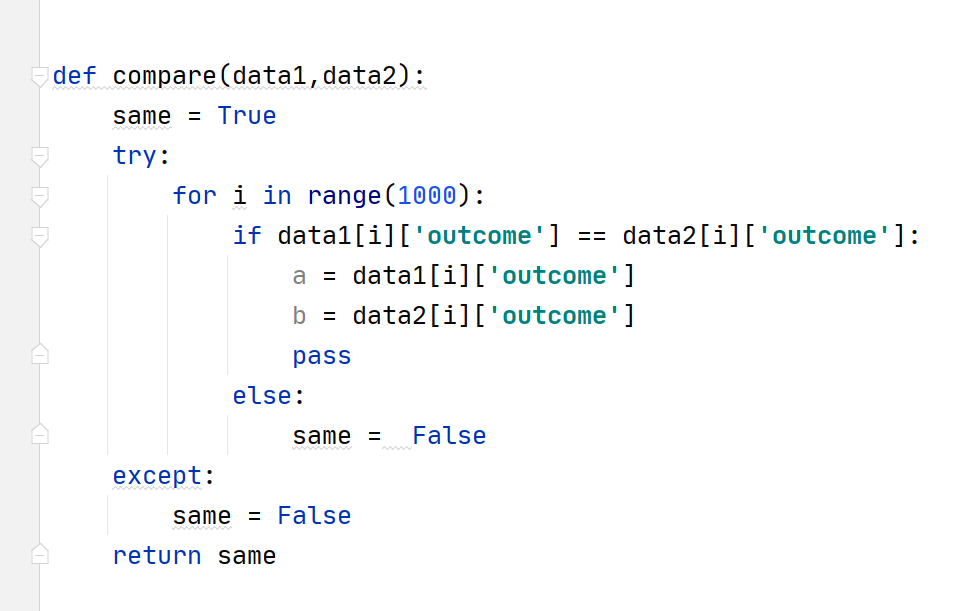 def compare(data1,data2):
    same = True
    try:
        for i in range(1000):
            if data1[i]['outcome'] == data2[i]['outcome']:
                a = data1[i]['outcome']
                b = data2[i]['outcome']
                pass
            else:
                same =  False
    except:
        same = False
    return same